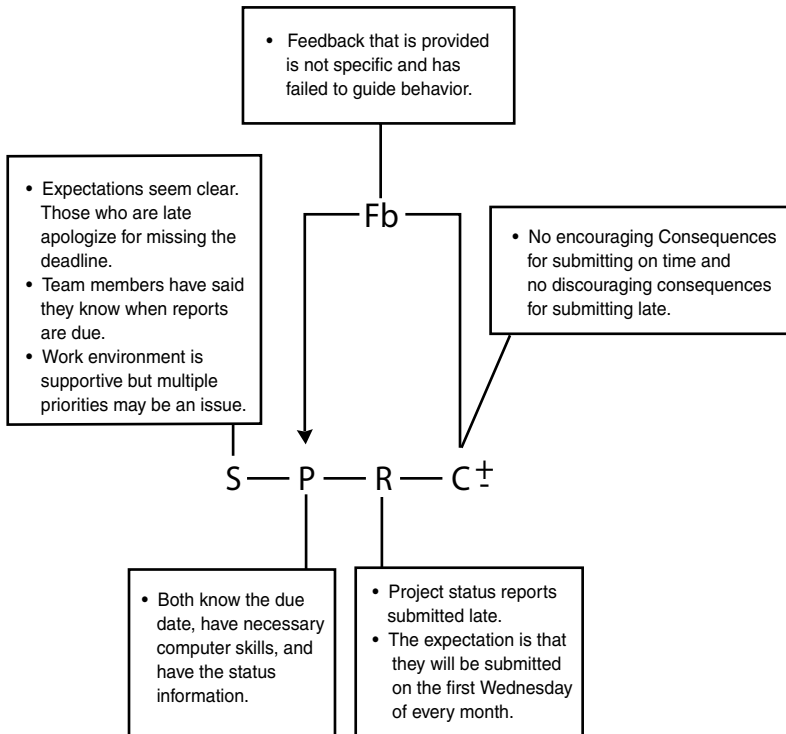 • Feedback that is provided
is not specific and has
failed to guide behavior.
• Expectations seem clear.
Those who are late
apologize for missing the
deadline.
• Team members have said
they know when reports
are due.
• Work environment is
supportive but multiple
priorities may be an issue.
Fb
• No encouraging Consequences
for submitting on time and
no discouraging consequences
for submitting late.
S P R C ±
• Both know the due
date, have necessary
computer skills, and
have the status
information.
• Project status reports
submitted late.
• The expectation is that
they will be submitted
on the first Wednesday
of every month.